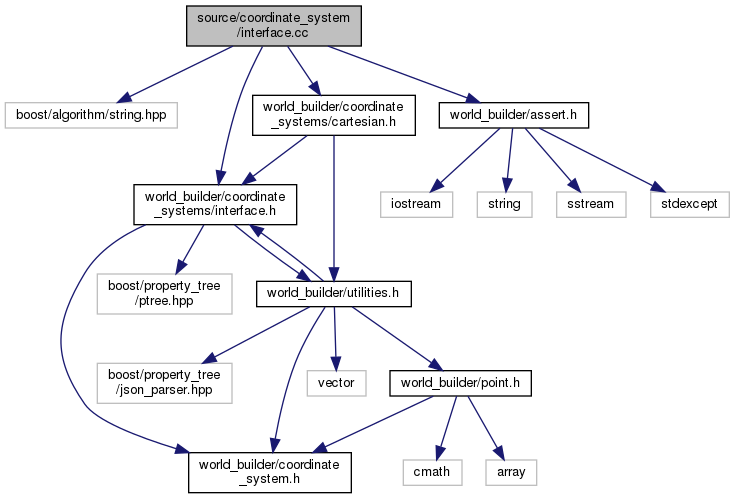 source/coordinate_system
/interface.cc
boost/algorithm/string.hpp
world_builder/coordinate
_systems/cartesian.h
world_builder/assert.h
world_builder/coordinate
_systems/interface.h
iostream
string
sstream
stdexcept
boost/property_tree
/ptree.hpp
world_builder/utilities.h
boost/property_tree
/json_parser.hpp
vector
world_builder/point.h
world_builder/coordinate
_system.h
cmath
array